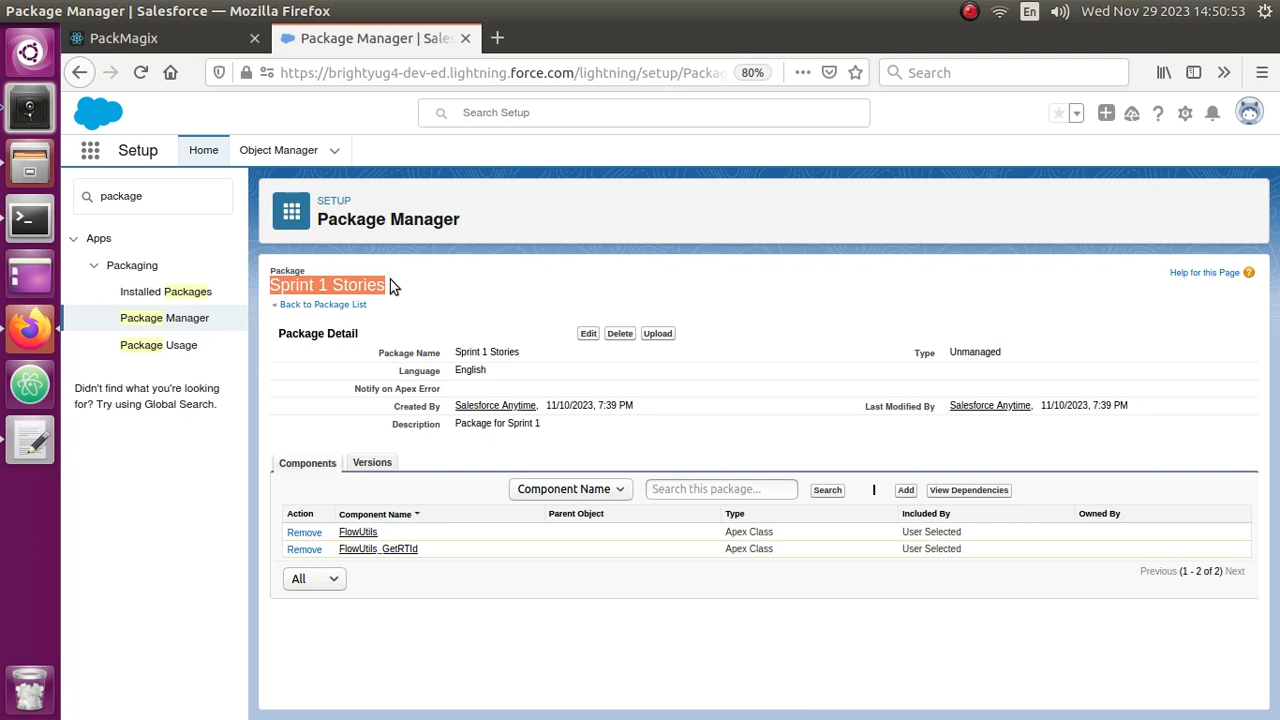 Package Manager | Salesforce — Mozilla Firefox
En
Wed Nov 29 2023 14:50:53
PackMagix
Package Manager | Sales
https://brightyug4-dev-ed.lightning.force.com/lightning/setup/Packag
80%
Search
Search Setup
Setup
Home
Object Manager
package
Apps
Packaging
Installed Packages
Package Manager
Package Usage
Didn't find what you're looking
for? Try using Global Search.
SETUP
Package Manager
Package
Sprint 1 Stories
Help for this Page
« Back to Package List
Package Detail
Edit
Delete
Upload
Package Name Sprint 1 Stories Type Unmanaged
Language English
Notify on Apex Error
Created By Salesforce Anytime, 11/10/2023, 7:39 PM Last Modified By Salesforce Anytime, 11/10/2023, 7:39 PM
Description Package for Sprint 1
Components
Versions
Component Name
Search this package...
Search
Add
View Dependencies
Action Component Name Parent Object Type Included By Owned By
Remove FlowUtils Apex Class User Selected
Remove FlowUtils_GetRTId Apex Class User Selected
Previous (1 - 2 of 2) Next
All